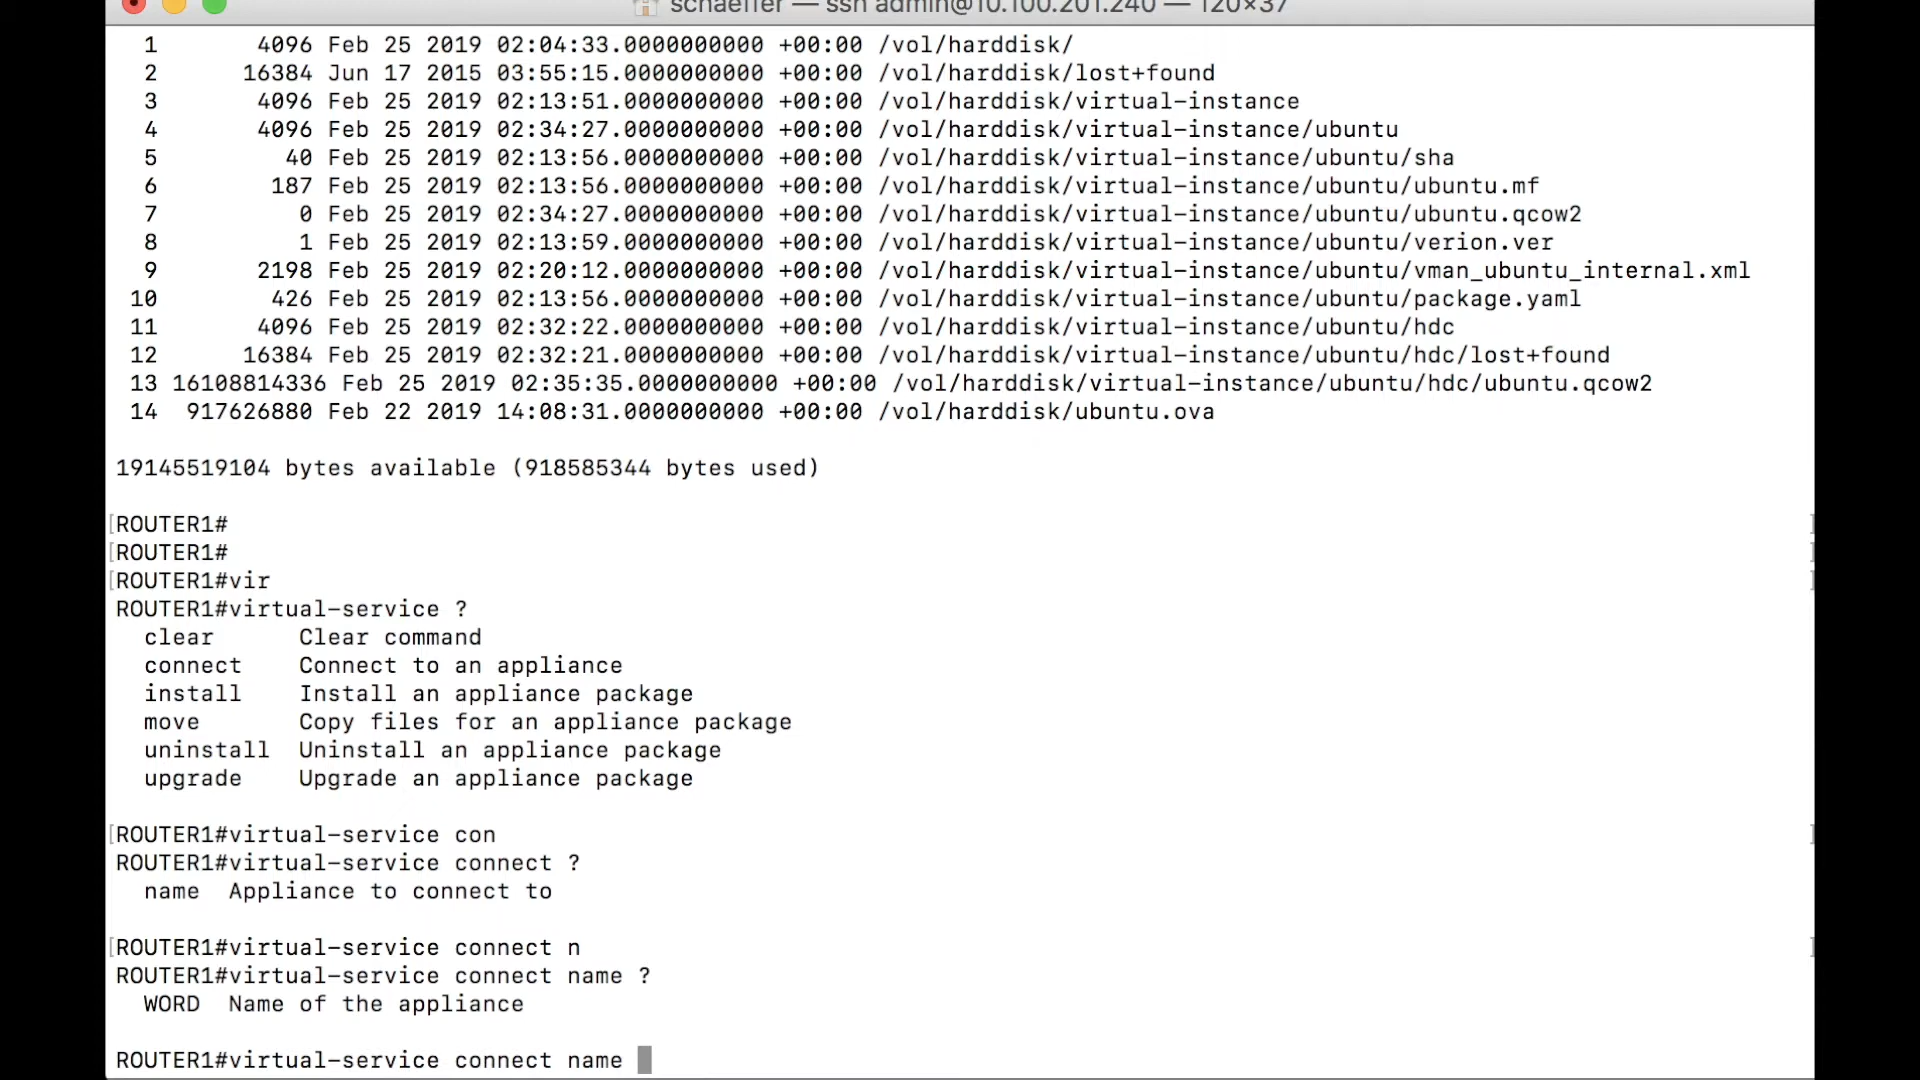 schaeffer — ssh admin@10.100.201.240 — 120×37
1 4096 Feb 25 2019 02:04:33.0000000000 +00:00 /vol/harddisk/
2 16384 Jun 17 2015 03:55:15.0000000000 +00:00 /vol/harddisk/lost+found
3 4096 Feb 25 2019 02:13:51.0000000000 +00:00 /vol/harddisk/virtual-instance
4 4096 Feb 25 2019 02:34:27.0000000000 +00:00 /vol/harddisk/virtual-instance/ubuntu
5 40 Feb 25 2019 02:13:56.0000000000 +00:00 /vol/harddisk/virtual-instance/ubuntu/sha
6 187 Feb 25 2019 02:13:56.0000000000 +00:00 /vol/harddisk/virtual-instance/ubuntu/ubuntu.mf
7 0 Feb 25 2019 02:34:27.0000000000 +00:00 /vol/harddisk/virtual-instance/ubuntu/ubuntu.qcow2
8 1 Feb 25 2019 02:13:59.0000000000 +00:00 /vol/harddisk/virtual-instance/ubuntu/verion.ver
9 2198 Feb 25 2019 02:20:12.0000000000 +00:00 /vol/harddisk/virtual-instance/ubuntu/vman_ubuntu_internal.xml
10 426 Feb 25 2019 02:13:56.0000000000 +00:00 /vol/harddisk/virtual-instance/ubuntu/package.yaml
11 4096 Feb 25 2019 02:32:22.0000000000 +00:00 /vol/harddisk/virtual-instance/ubuntu/hdc
12 16384 Feb 25 2019 02:32:21.0000000000 +00:00 /vol/harddisk/virtual-instance/ubuntu/hdc/lost+found
13 16108814336 Feb 25 2019 02:35:35.0000000000 +00:00 /vol/harddisk/virtual-instance/ubuntu/hdc/ubuntu.qcow2
14 917626880 Feb 22 2019 14:08:31.0000000000 +00:00 /vol/harddisk/ubuntu.ova
19145519104 bytes available (918585344 bytes used)
[ROUTER1# ]
[ROUTER1# ]
[ROUTER1#vir ]
ROUTER1#virtual-service ?
clear Clear command
connect Connect to an appliance
install Install an appliance package
move Copy files for an appliance package
uninstall Uninstall an appliance package
upgrade Upgrade an appliance package
[ROUTER1#virtual-service con ]
ROUTER1#virtual-service connect ?
name Appliance to connect to
[ROUTER1#virtual-service connect n ]
ROUTER1#virtual-service connect name ?
WORD Name of the appliance
ROUTER1#virtual-service connect name